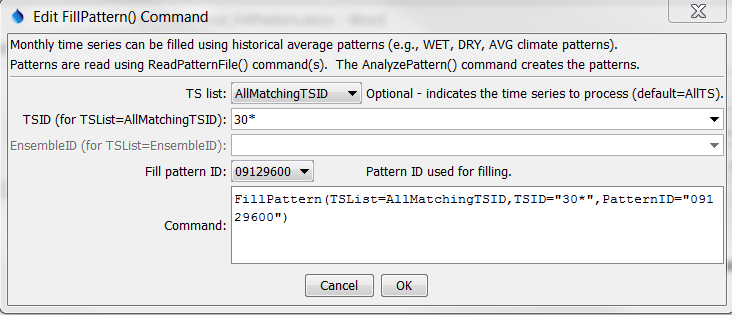 Edit FillPattern() Command
Monthly time series can be filled using historical average patterns (e.g., WET, DRY, AVG climate patterns).
Patterns are read using ReadPatternFile() command(s).  The AnalyzePattern() command creates the patterns.
TS list: AllMatchingTSID Optional - indicates the time series to process (default=AllTS).
TSID (for TSList=AllMatchingTSID): 30*
EnsembleID (for TSList=EnsembleID):
Fill pattern ID: 09129600 Pattern ID used for filling.
Command: FillPattern(TSList=AllMatchingTSID,TSID="30*",PatternID="091
29600")
Cancel OK